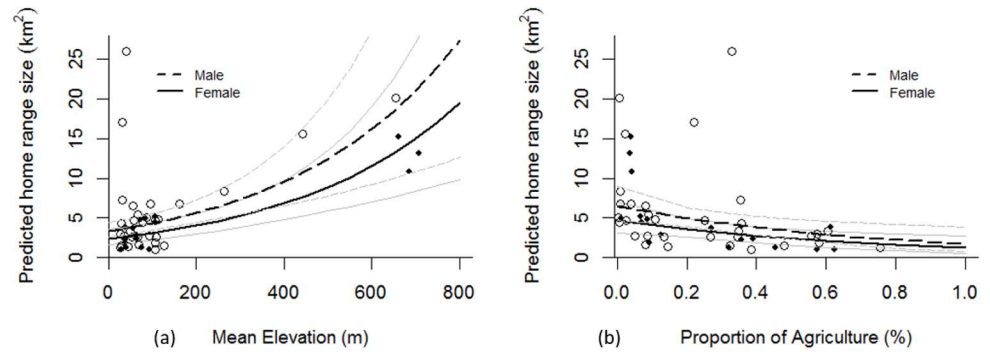 Predicted home range size (km²)
25
20
15
10
5
0
Male
Female
0 200 400 600 800
(a) Mean Elevation (m)
Predicted home range size (km²)
25
20
15
10
5
0
Male
Female
0.0 0.2 0.4 0.6 0.8 1.0
(b) Proportion of Agriculture (%)